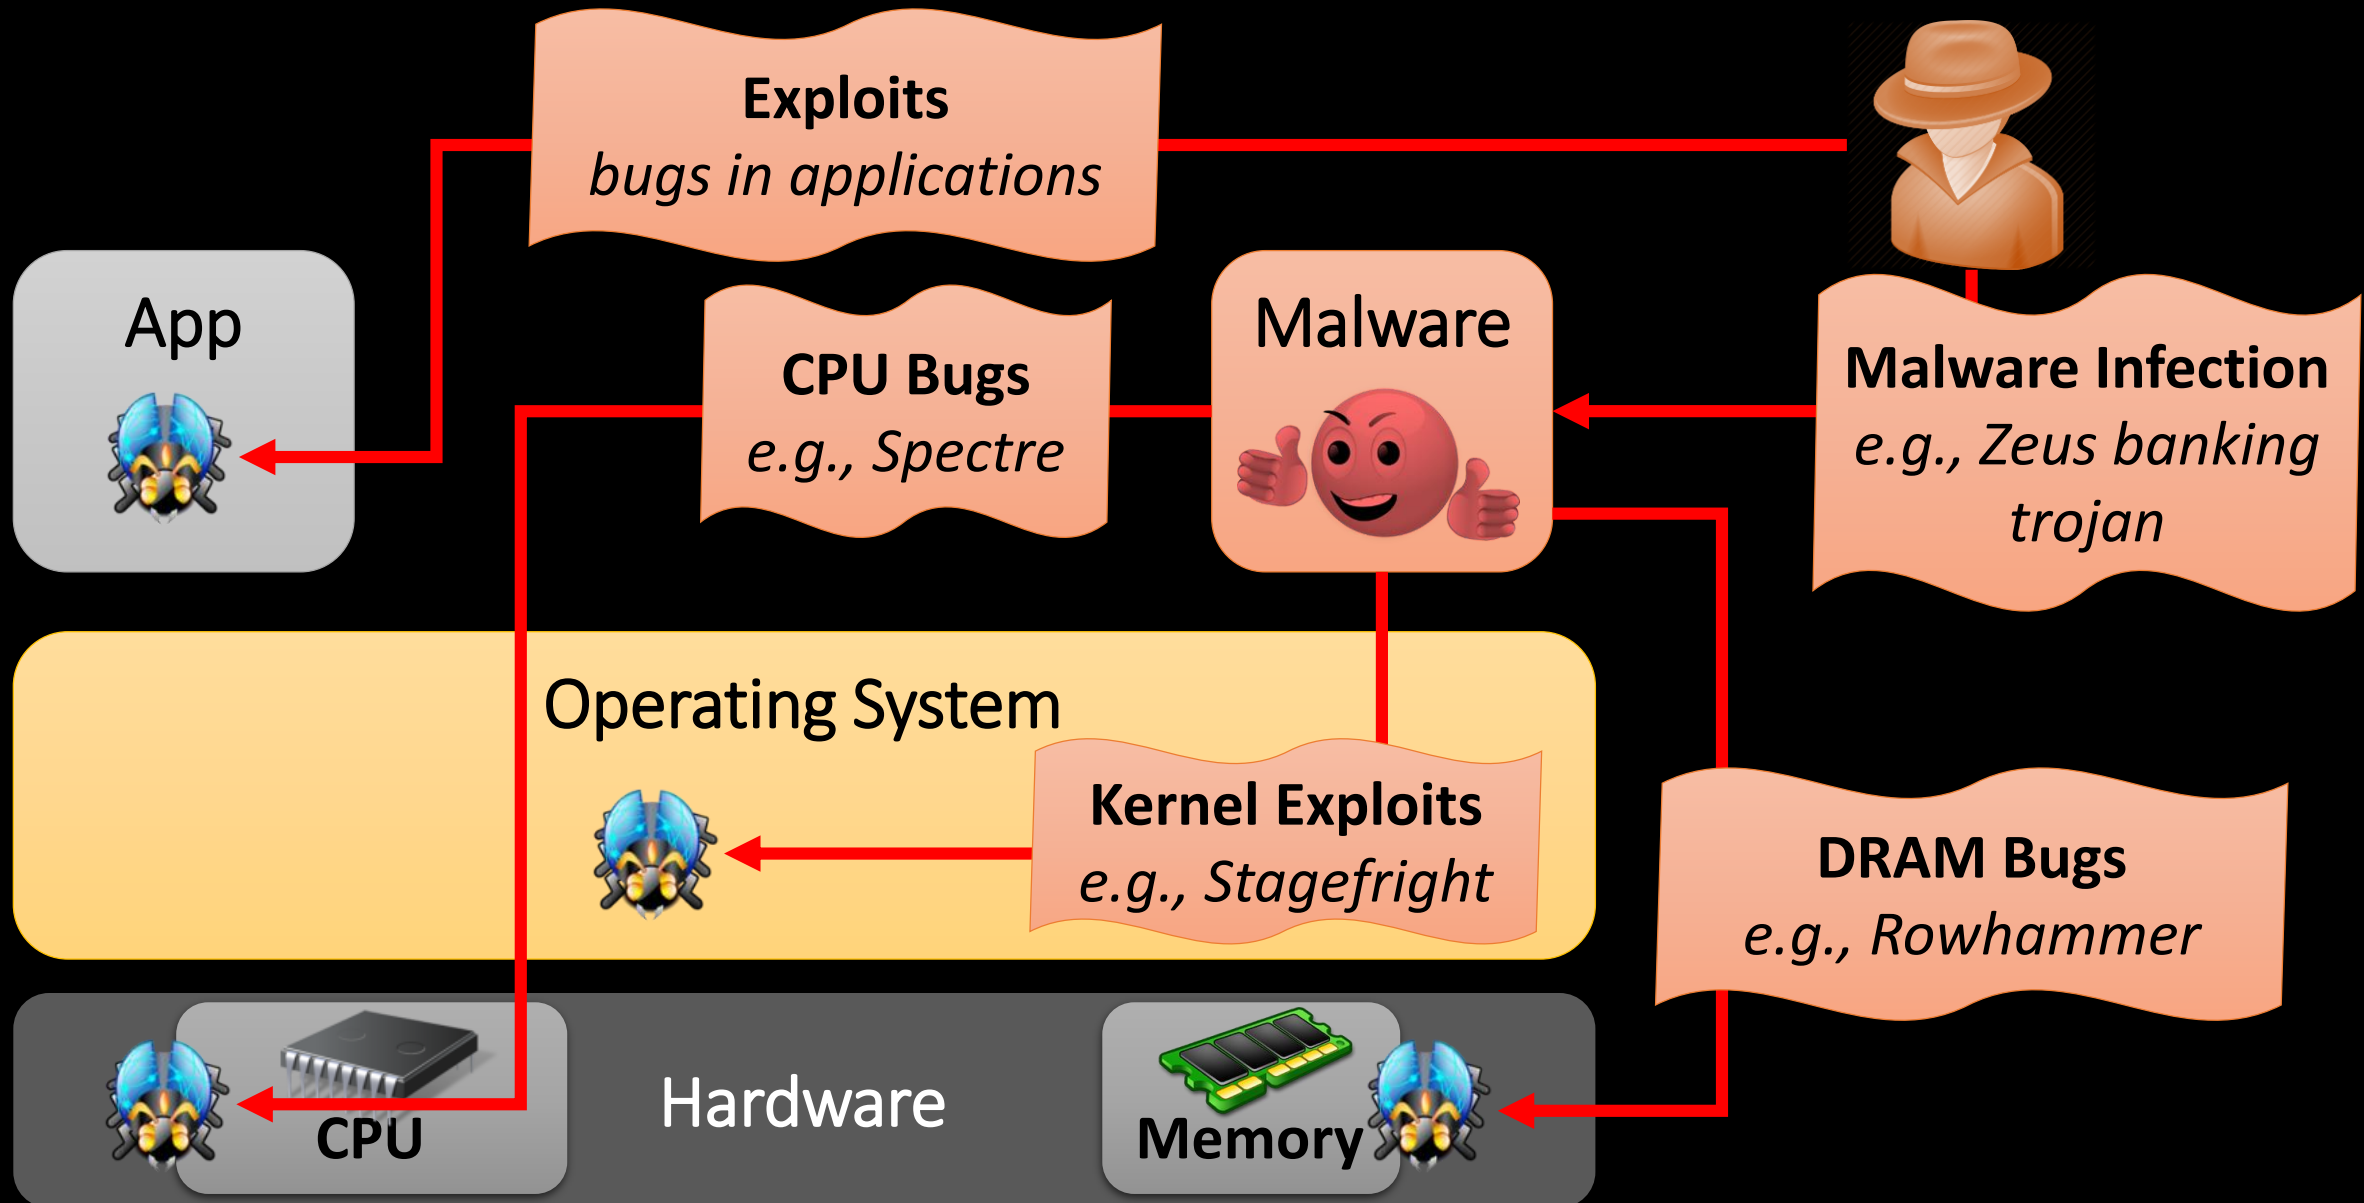 Exploits
bugs in applications
App
CPU Bugs
e.g., Spectre
Malware
Malware Infection
e.g., Zeus banking
trojan
Operating System
Kernel Exploits
e.g., Stagefright
DRAM Bugs
e.g., Rowhammer
CPU
Hardware
Memory